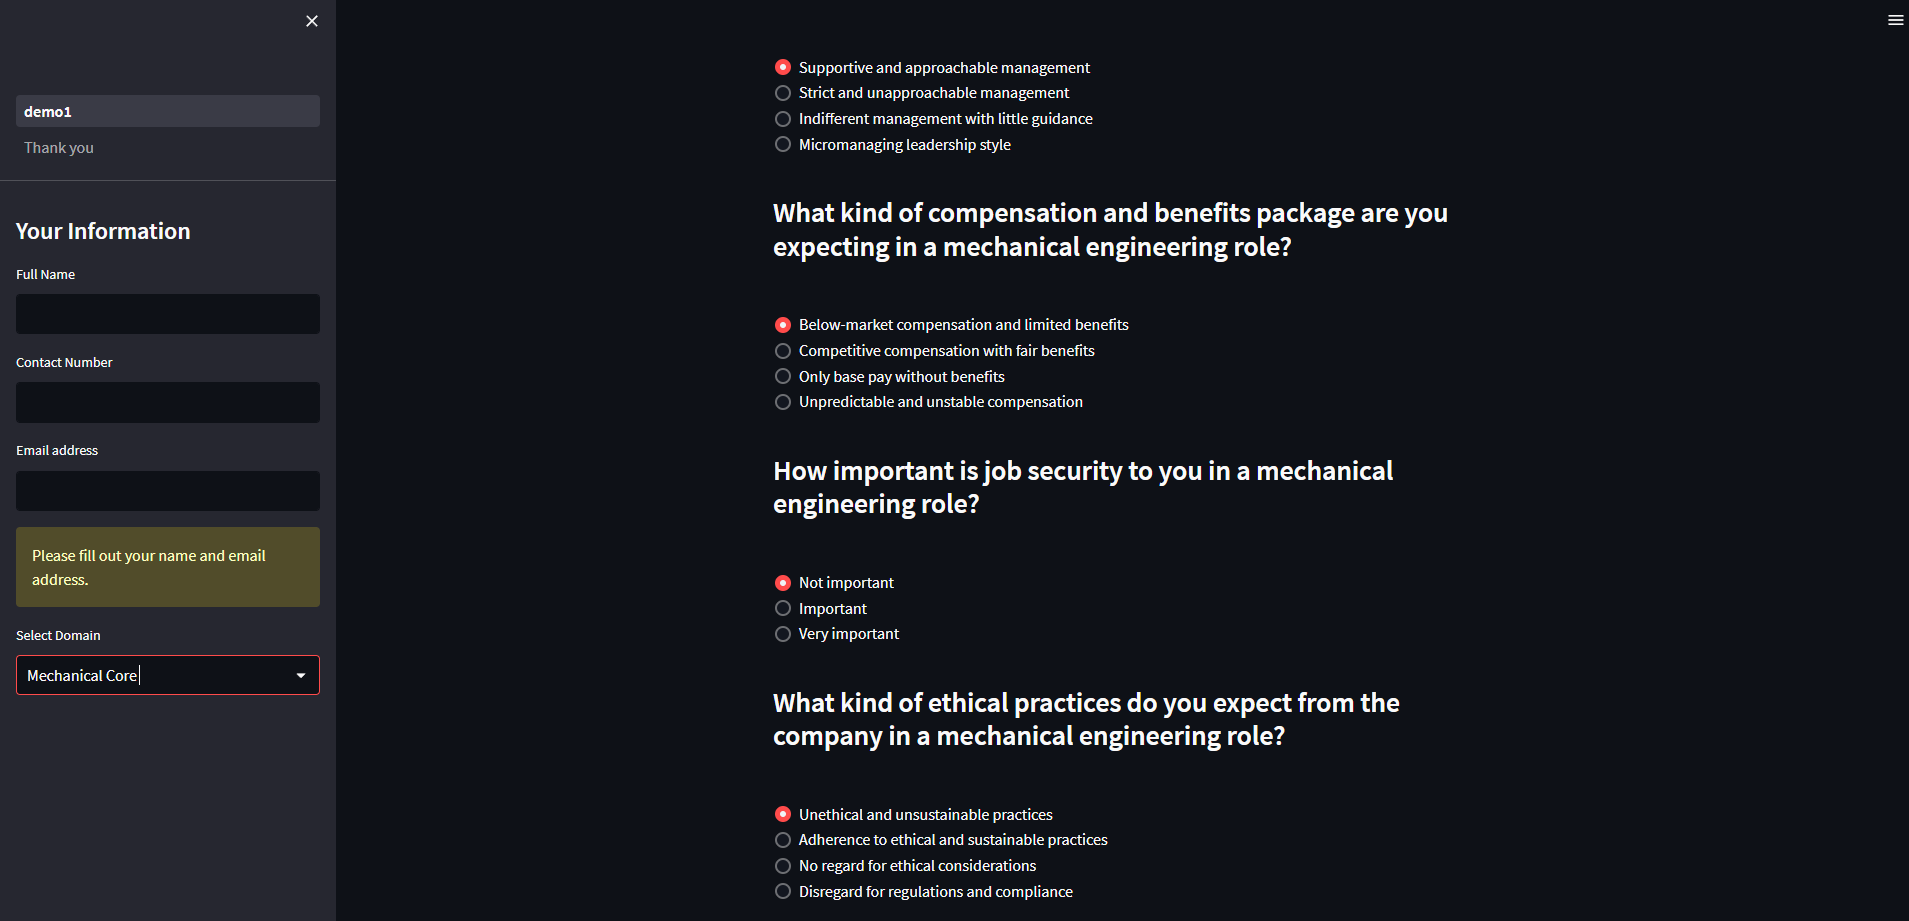 demo1
Thank you
Your Information
Full Name
Contact Number
Email address
Please fill out your name and email
address.
Select Domain
Mechanical Core
Supportive and approachable management
Strict and unapproachable management
Indifferent management with little guidance
Micromanaging leadership style
What kind of compensation and benefits package are you
expecting in a mechanical engineering role?
Below-market compensation and limited benefits
Competitive compensation with fair benefits
Only base pay without benefits
Unpredictable and unstable compensation
How important is job security to you in a mechanical
engineering role?
Not important
Important
Very important
What kind of ethical practices do you expect from the
company in a mechanical engineering role?
Unethical and unsustainable practices
Adherence to ethical and sustainable practices
No regard for ethical considerations
Disregard for regulations and compliance